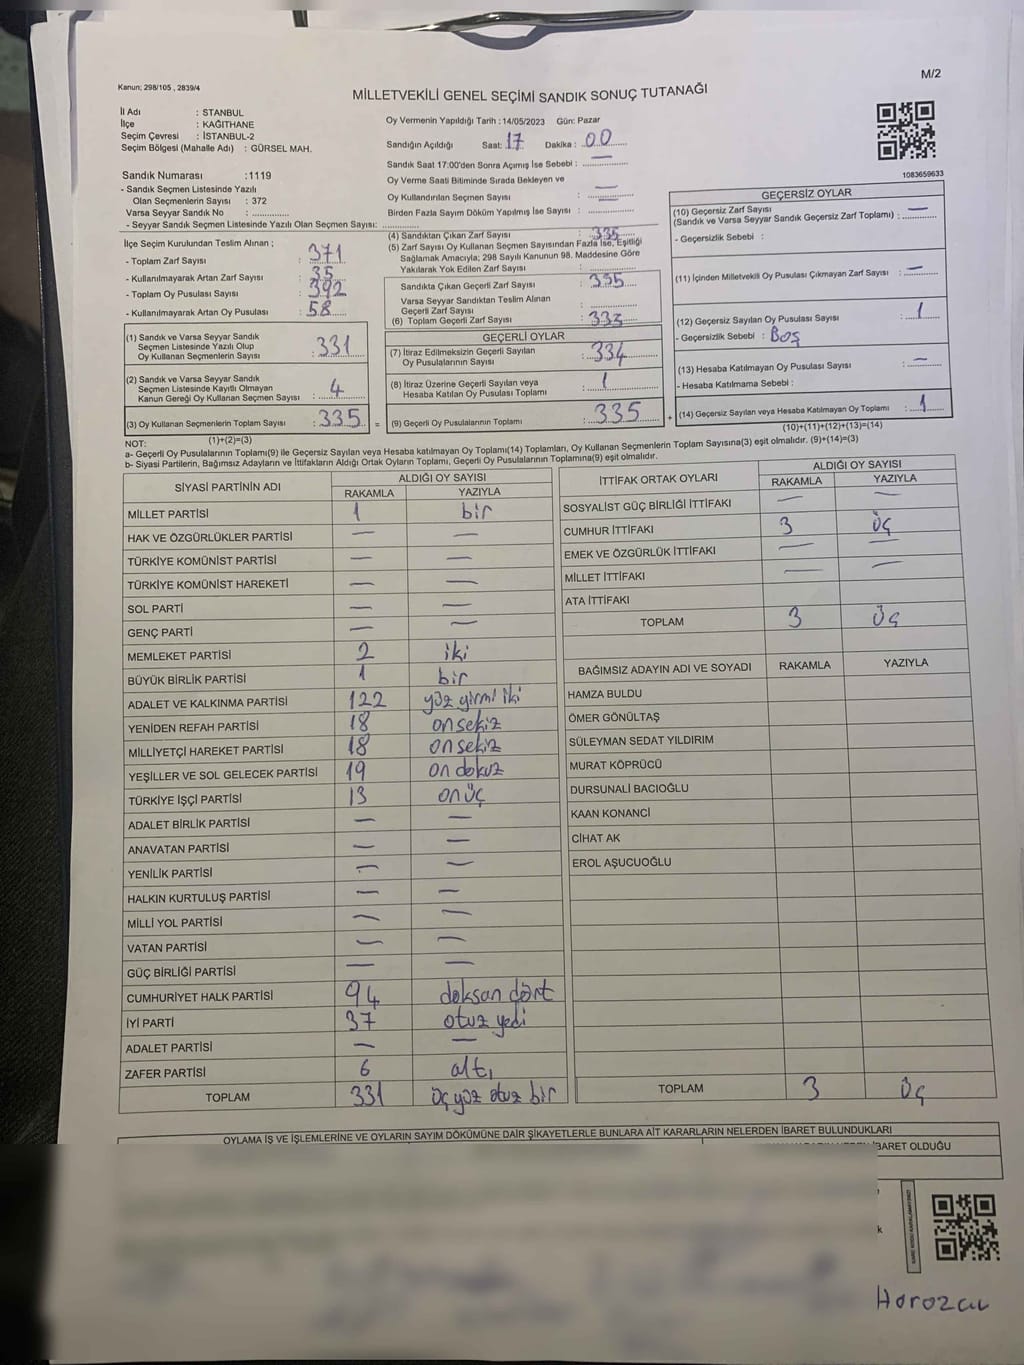 M/2
Kanun; 298/105 , 2839/4
MİLLETVEKİLİ GENEL SEÇİMİ SANDIK SONUÇ TUTANAĞI
İl Adı : STANBUL
İlçe : KAĞITHANE
Seçim Çevresi : İSTANBUL-2
Seçim Bölgesi (Mahalle Adı) : GÜRSEL MAH.
Sandık Numarası :1119
- Sandık Seçmen Listesinde Yazılı
Olan Seçmenlerin Sayısı : 372
Varsa Seyyar Sandık No : ..............
- Seyyar Sandık Seçmen Listesinde Yazılı Olan Seçmen Sayısı: ..............
Oy Vermenin Yapıldığı Tarih : 14/05/2023 Gün: Pazar
Sandığın Açıldığı Saat: 17 Dakika : 00
Sandık Saat 17:00'den Sonra Açımış İse Sebebi : —
Oy Verme Saati Bitiminde Sırada Bekleyen ve
Oy Kullandırılan Seçmen Sayısı : —
Birden Fazla Sayım Döküm Yapılmış İse Sayısı : ..............
1083659633
İlçe Seçim Kurulundan Teslim Alınan ;
- Toplam Zarf Sayısı : 371
- Kullanılmayarak Artan Zarf Sayısı : 35
- Toplam Oy Pusulası Sayısı : 392
- Kullanılmayarak Artan Oy Pusulası : 58
(1) Sandık ve Varsa Seyyar Sandık
Seçmen Listesinde Yazılı Olup
Oy Kullanan Seçmenlerin Sayısı : 331
(2) Sandık ve Varsa Seyyar Sandık
Seçmen Listesinde Kayıtlı Olmayan
Kanun Gereği Oy Kullanan Seçmen Sayısı : 4
(3) Oy Kullanan Seçmenlerin Toplam Sayısı : 335 =
(1)+(2)=(3)
(4) Sandıktan Çıkan Zarf Sayısı : 335
(5) Zarf Sayısı Oy Kullanan Seçmen Sayısından Fazla İse, Eşitliği
Sağlamak Amacıyla; 298 Sayılı Kanunun 98. Maddesine Göre
Yakılarak Yok Edilen Zarf Sayısı : ..............
Sandıkta Çıkan Geçerli Zarf Sayısı : 335
Varsa Seyyar Sandıktan Teslim Alınan
Geçerli Zarf Sayısı : ..............
(6) Toplam Geçerli Zarf Sayısı : 335
GEÇERLİ OYLAR
(7) İtiraz Edilmeksizin Geçerli Sayılan
Oy Pusulalarının Sayısı : 334
(8) İtiraz Üzerine Geçerli Sayılan veya
Hesaba Katılan Oy Pusulası Toplamı : 1
(9) Geçerli Oy Pusulalarının Toplamı : 335 +
GEÇERSİZ OYLAR
(10) Geçersiz Zarf Sayısı
(Sandık ve Varsa Seyyar Sandık Geçersiz Zarf Toplamı) : —
- Geçersizlik Sebebi :
(11) İçinden Milletvekili Oy Pusulası Çıkmayan Zarf Sayısı : —
(12) Geçersiz Sayılan Oy Pusulası Sayısı : 1
- Geçersizlik Sebebi : Boş
(13) Hesaba Katılmayan Oy Pusulası Sayısı : —
- Hesaba Katılmama Sebebi :
(14) Geçersiz Sayılan veya Hesaba Katılmayan Oy Toplamı : 1
(10)+(11)+(12)+(13)=(14)
NOT:
a- Geçerli Oy Pusulalarının Toplamı(9) ile Geçersiz Sayılan veya Hesaba katılmayan Oy Toplamı(14) Toplamları, Oy Kullanan Seçmenlerin Toplam Sayısına(3) eşit olmalıdır. (9)+(14)=(3)
b- Siyasi Partilerin, Bağımsız Adayların ve İttifakların Aldığı Ortak Oyların Toplamı, Geçerli Oy Pusulalarının Toplamına(9) eşit olmalıdır.
SİYASİ PARTİNİN ADI ALDIĞI OY SAYISI
RAKAMLA YAZIYLA
MİLLET PARTİSİ 1 bir
HAK VE ÖZGÜRLÜKLER PARTİSİ — —
TÜRKİYE KOMÜNİST PARTİSİ — —
TÜRKİYE KOMÜNİST HAREKETİ — —
SOL PARTİ — —
GENÇ PARTİ — —
MEMLEKET PARTİSİ 2 iki
BÜYÜK BİRLİK PARTİSİ 1 bir
ADALET VE KALKINMA PARTİSİ 122 yüz yirmi iki
YENİDEN REFAH PARTİSİ 18 onsekiz
MİLLİYETÇİ HAREKET PARTİSİ 18 onsekiz
YEŞİLLER VE SOL GELECEK PARTİSİ 19 on dokuz
TÜRKİYE İŞÇİ PARTİSİ 13 onüç
ADALET BİRLİK PARTİSİ — —
ANAVATAN PARTİSİ — —
YENİLİK PARTİSİ — —
HALKIN KURTULUŞ PARTİSİ — —
MİLLİ YOL PARTİSİ — —
VATAN PARTİSİ — —
GÜÇ BİRLİĞİ PARTİSİ — —
CUMHURİYET HALK PARTİSİ 94 doksan dört
İYİ PARTİ 37 otuz yedi
ADALET PARTİSİ — —
ZAFER PARTİSİ 6 altı
TOPLAM 331 üç yüz otuz bir
İTTİFAK ORTAK OYLARI ALDIĞI OY SAYISI
RAKAMLA YAZIYLA
SOSYALİST GÜÇ BİRLİĞİ İTTİFAKI — —
CUMHUR İTTİFAKI 3 üç
EMEK VE ÖZGÜRLÜK İTTİFAKI — —
MİLLET İTTİFAKI — —
ATA İTTİFAKI
TOPLAM 3 üç
BAĞIMSIZ ADAYIN ADI VE SOYADI RAKAMLA YAZIYLA
HAMZA BULDU
ÖMER GÖNÜLTAŞ
SÜLEYMAN SEDAT YILDIRIM
MURAT KÖPRÜCÜ
DURSUNALİ BACIOĞLU
KAAN KONANCİ
CİHAT AK
EROL AŞUCUOĞLU
TOPLAM 3 üç
OYLAMA İŞ VE İŞLEMLERİNE VE OYLARIN SAYIM DÖKÜMÜNE DAİR ŞİKAYETLERLE BUNLARA AİT KARARLARIN NELERDEN İBARET BULUNDUKLARI
İBARET OLDUĞU
k